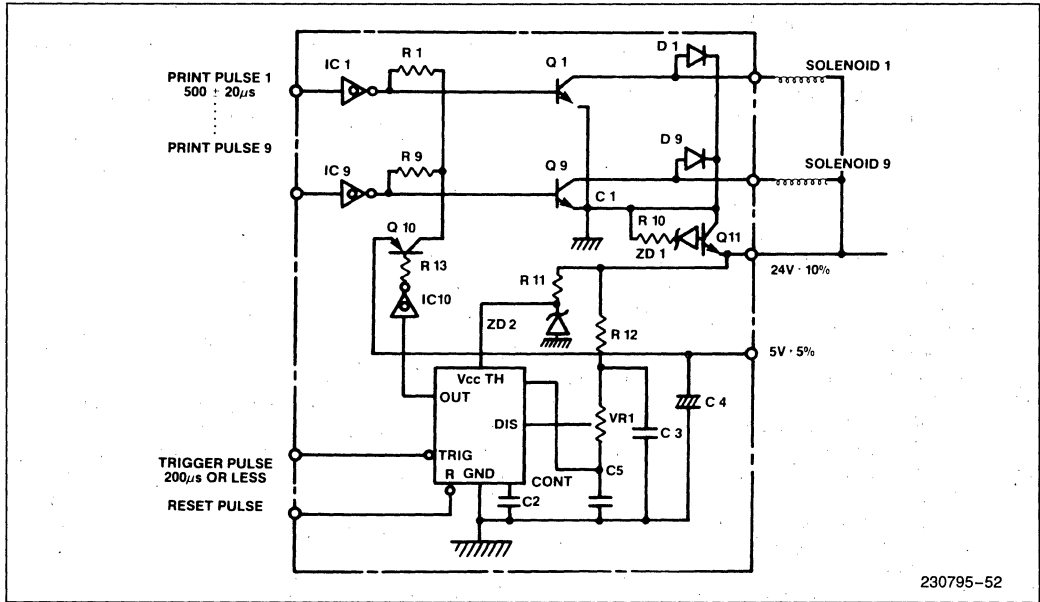 PRINT PULSE 1
500 ± 20μs
PRINT PULSE 9
IC 1
R 1
Q 1
D 1
SOLENOID 1
IC 9
R 9
Q 9
D 9
SOLENOID 9
C 1
Q 10
R 13
IC10
R 10
ZD 1
Q11
24V · 10%
R 11
ZD 2
R 12
5V · 5%
Vcc TH
OUT
DIS
VR1
C 3
C 4
TRIG
R GND
CONT
C5
C2
TRIGGER PULSE
200μs OR LESS
RESET PULSE
230795–52